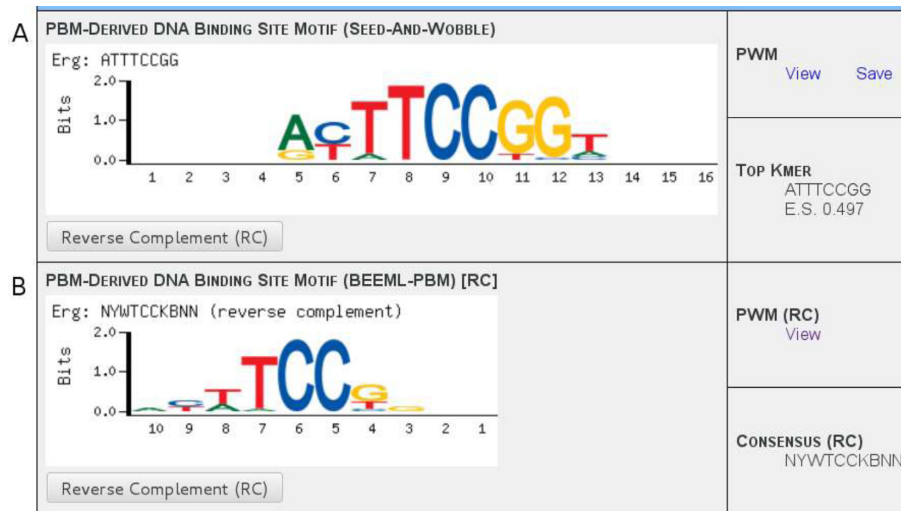 A
PBM-DERIVED DNA BINDING SITE MOTIF (SEED-AND-WOBBLE)
Erg: ATTTCCGG
Bits
2.0
1.0
0.0
1 2 3 4 5 6 7 8 9 10 11 12 13 14 15 16
Reverse Complement (RC)
PWM
View Save
TOP KMER
ATTTCCGG
E.S. 0.497
B
PBM-DERIVED DNA BINDING SITE MOTIF (BEEML-PBM) [RC]
Erg: NYWTCCKBNN (reverse complement)
Bits
2.0
1.0
0.0
10 9 8 7 6 5 4 3 2 1
Reverse Complement (RC)
PWM (RC)
View
CONSENSUS (RC)
NYWTCCKBNN